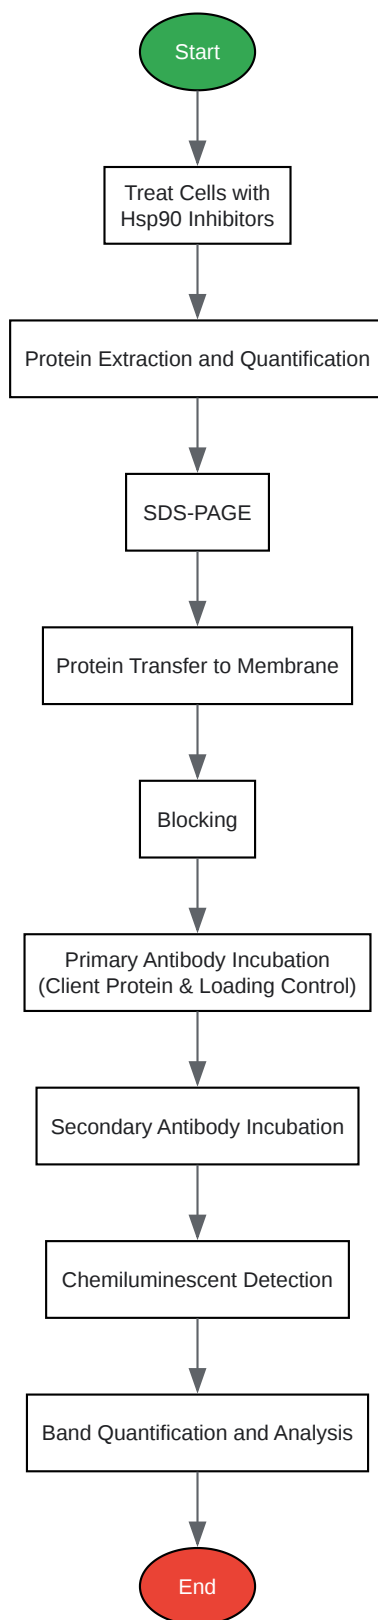 Start
Treat Cells with
Hsp90 Inhibitors
Protein Extraction and Quantification
SDS-PAGE
Protein Transfer to Membrane
Blocking
Primary Antibody Incubation
(Client Protein & Loading Control)
Secondary Antibody Incubation
Chemiluminescent Detection
Band Quantification and Analysis
End